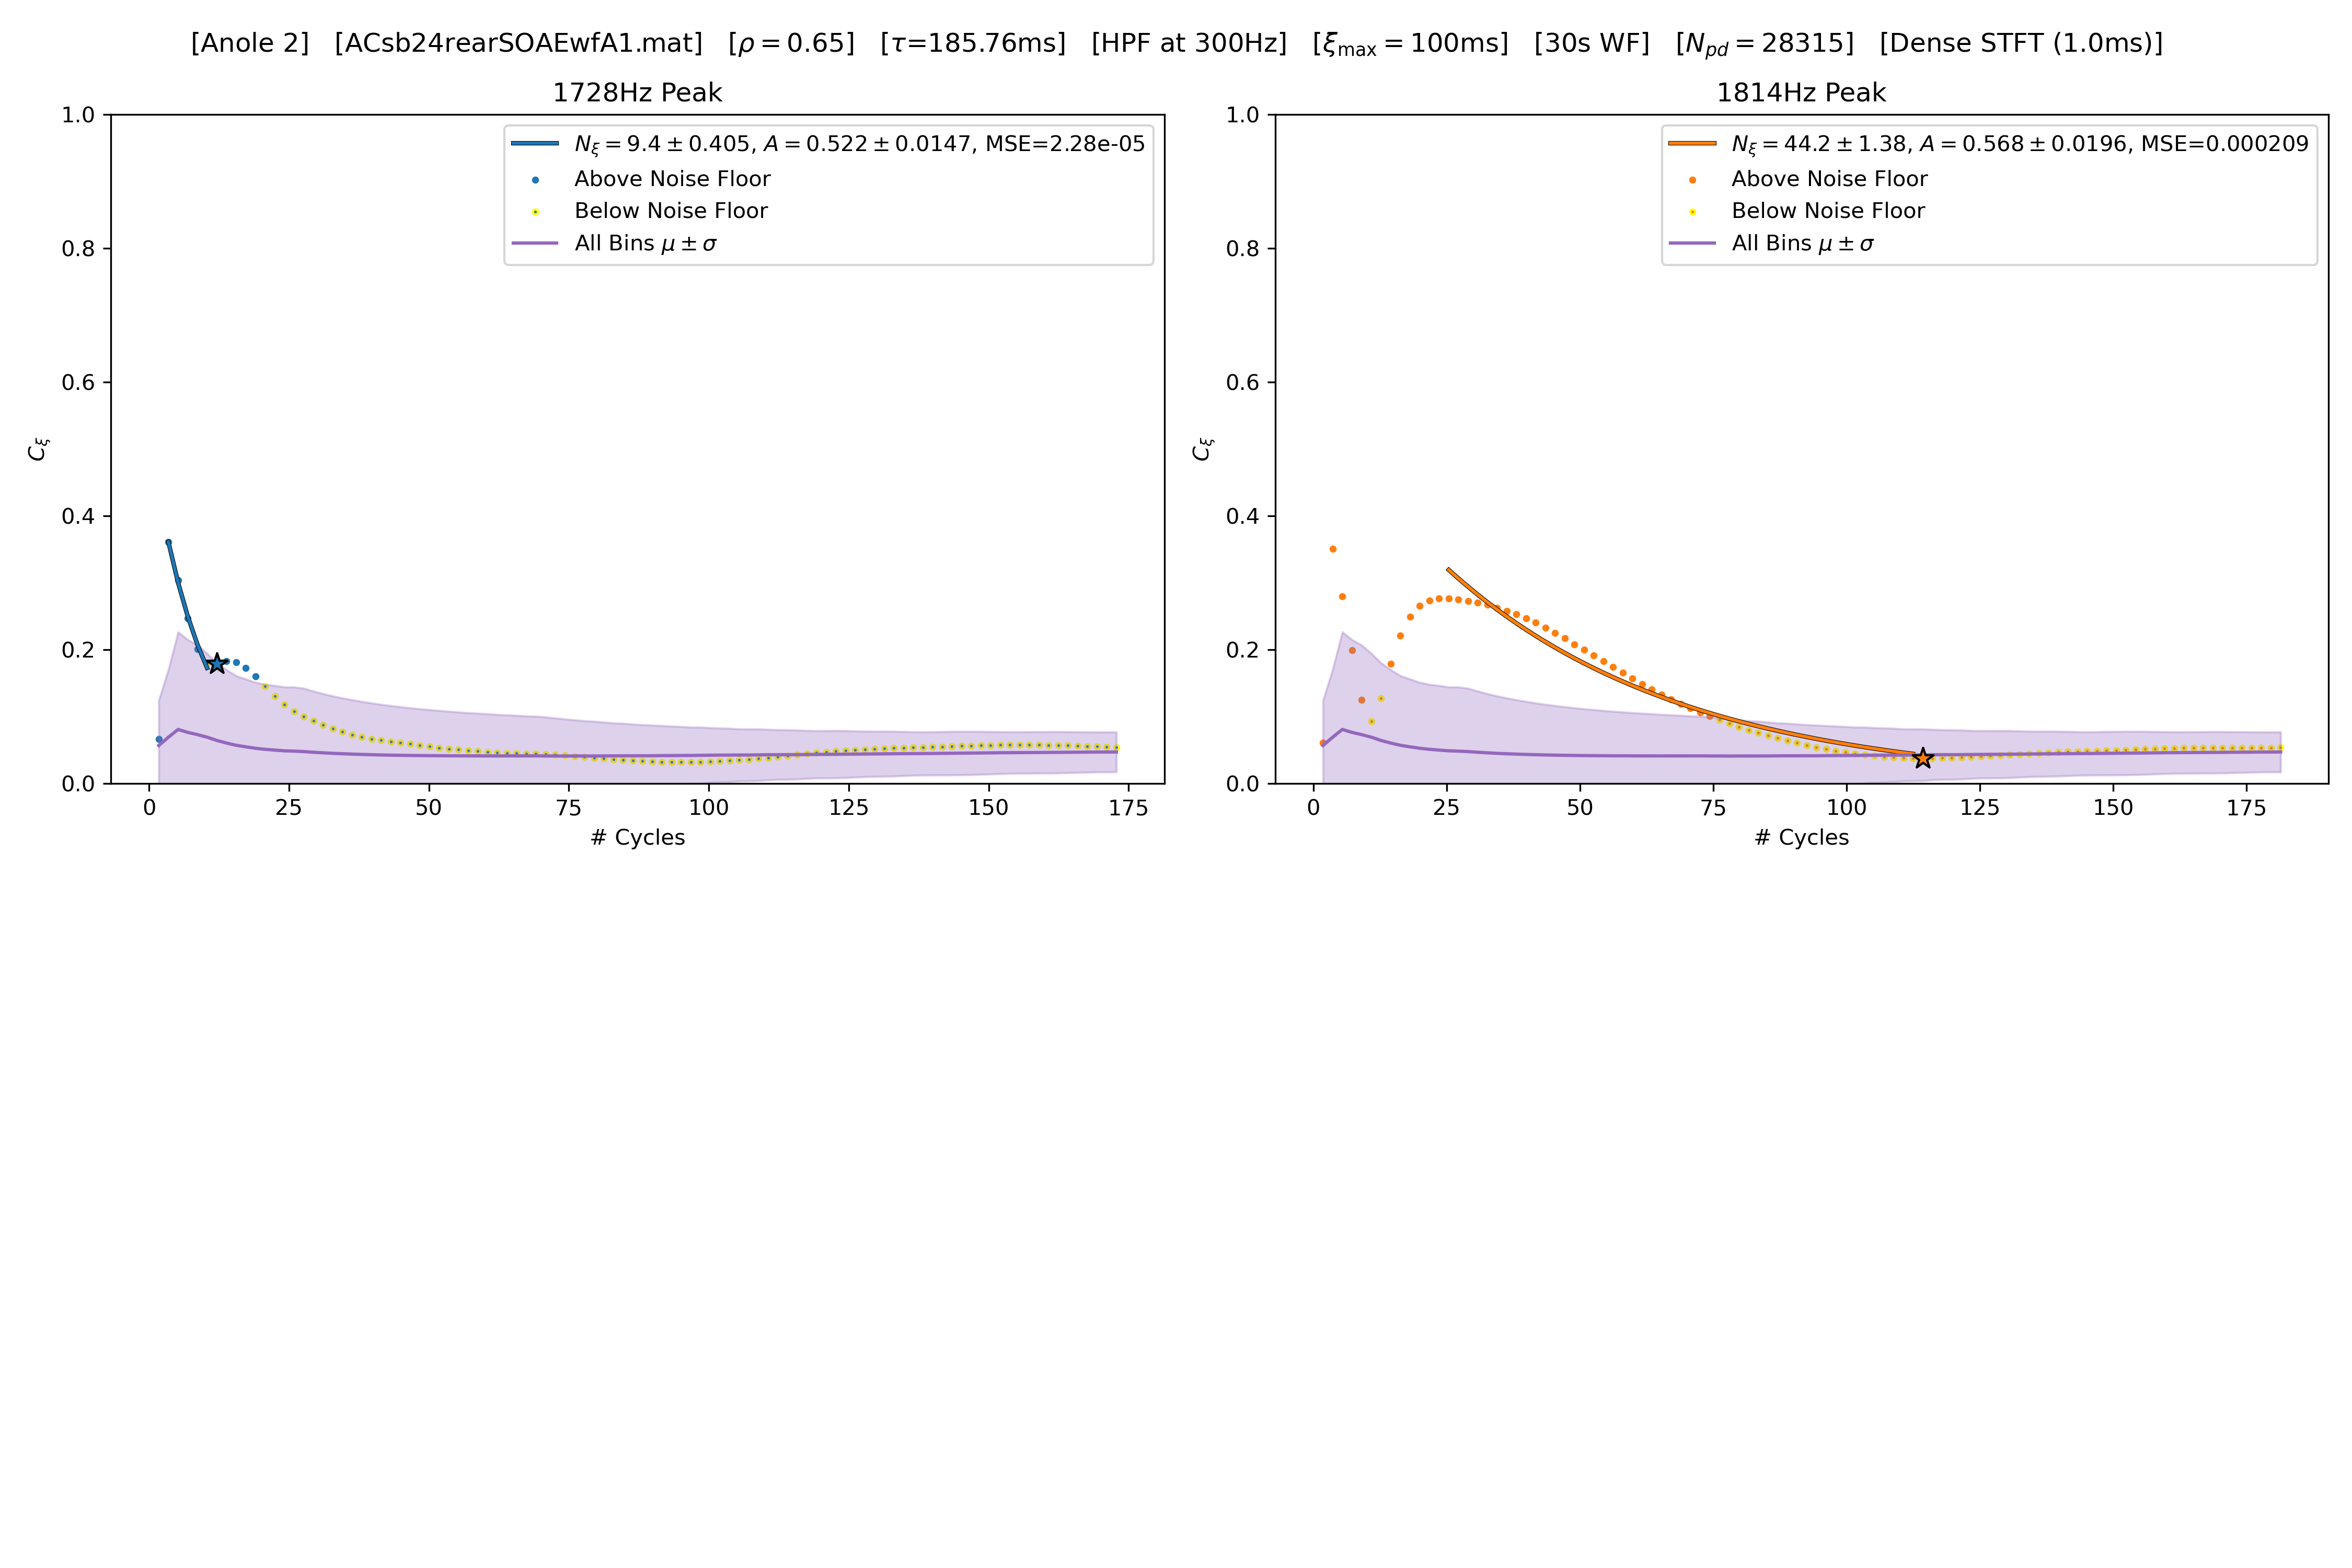 [Anole 2] [ACsb24rearSOAEwfA1.mat] [ρ = 0.65] [τ=185.76ms] [HPF at 300Hz] [ξmax = 100ms] [30s WF] [Npd = 28315] [Dense STFT (1.0ms)]
1728Hz Peak
Nξ = 9.4 ± 0.405, A = 0.522 ± 0.0147, MSE=2.28e-05
Above Noise Floor
Below Noise Floor
All Bins μ ± σ
1.0
0.8
0.6
0.4
0.2
0.0
Cξ
0 25 50 75 100 125 150 175
# Cycles
1814Hz Peak
Nξ = 44.2 ± 1.38, A = 0.568 ± 0.0196, MSE=0.000209
Above Noise Floor
Below Noise Floor
All Bins μ ± σ
1.0
0.8
0.6
0.4
0.2
0.0
Cξ
0 25 50 75 100 125 150 175
# Cycles